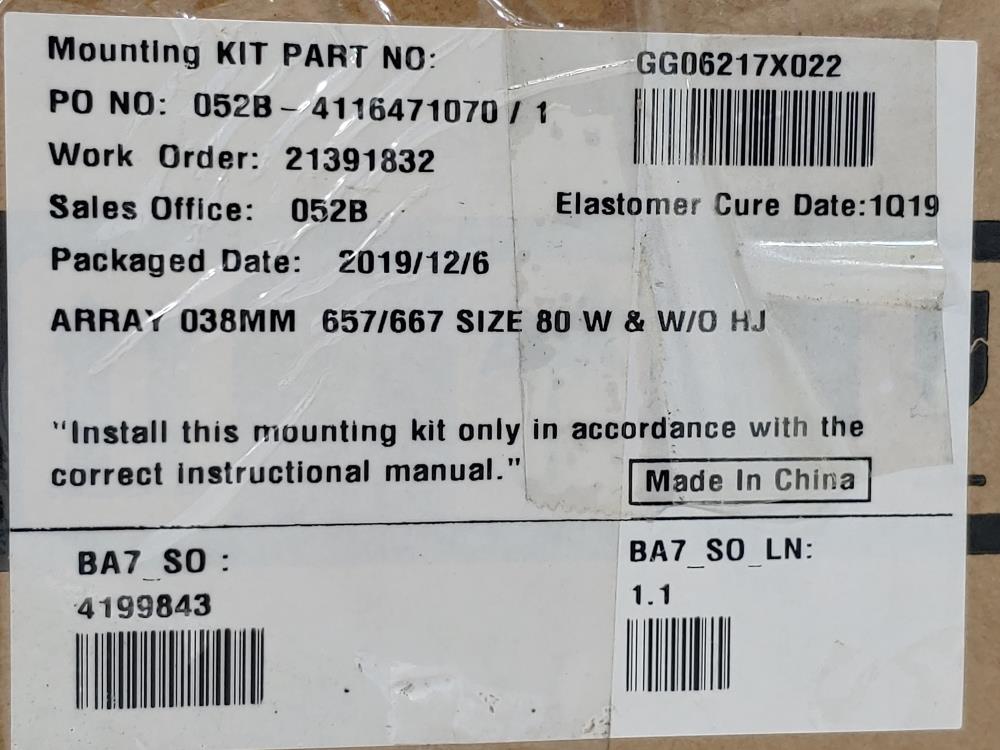 Mounting KIT PART NO: GG06217X022
PO NO: 052B - 4116471070 / 1
Work Order: 21391832
Sales Office: 052B Elastomer Cure Date:1Q19
Packaged Date: 2019/12/6
ARRAY 038MM 657/667 SIZE 80 W & W/O HJ
"Install this mounting kit only in accordance with the
correct instructional manual."
Made In China
BA7_SO : BA7_SO_LN:
4199843 1.1